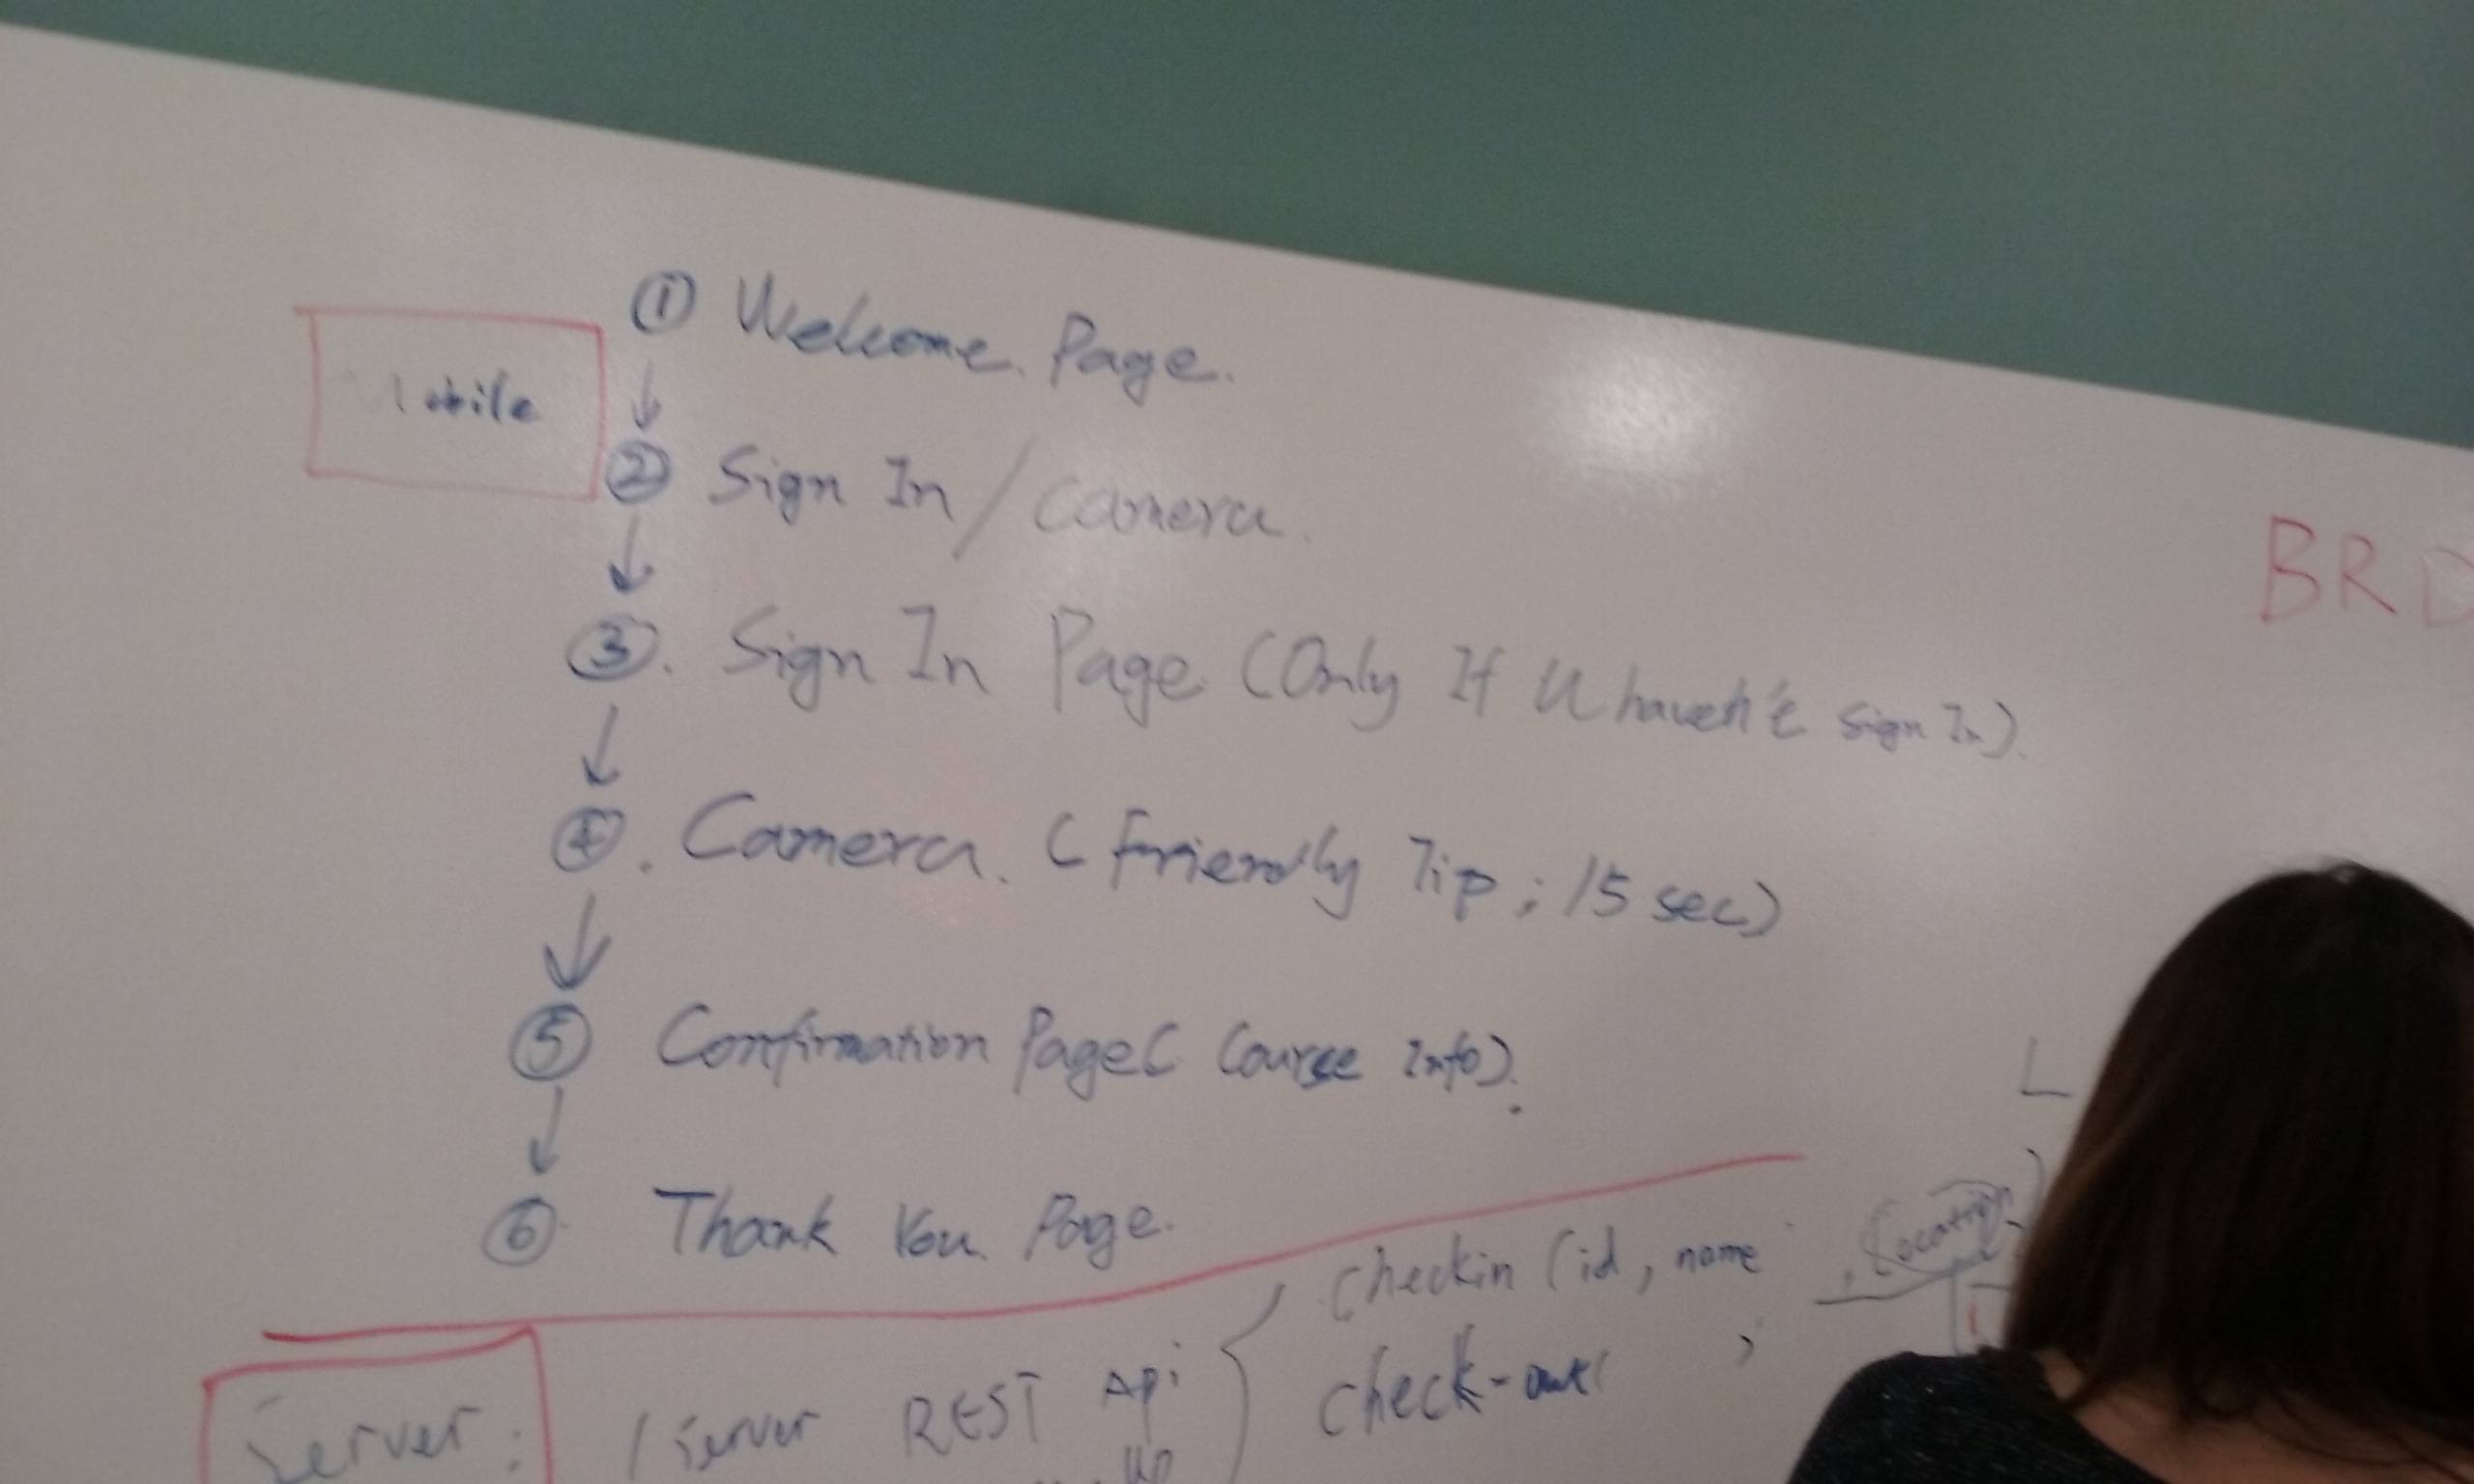 ① Welcome Page.
Mobile
② Sign In / Camera.
③. Sign In Page (Only If U haven't Sign In).
BRD
④. Camera. (Friendly Tip ; 15 sec)
⑤ Confirmation Page( Course Info).
⑥ Thank You Page.
checkin (id, name , location
check-out(
Server : 1 Server REST Api